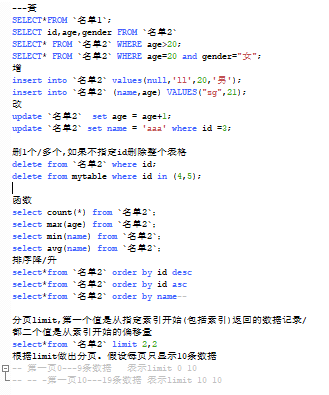 ---查
SELECT*FROM `名单1`;
SELECT id,age,gender FROM `名单2`
SELECT* FROM `名单2` WHERE age>20;
SELECT* FROM `名单2` WHERE age=20 and gender="女";
增
insert into `名单2` values(null,'ll',20,'男');
insert into `名单2` (name,age) VALUES("zg",21);
改
update `名单2`  set age = age+1;
update `名单2` set name = 'aaa' where id =3;

删1个/多个,如果不指定id删除整个表格
delete from `名单2` where id;
delete from mytable where id in (4,5);

函数
select count(*) from `名单2`;
select max(age) from `名单2`;
select min(name) from `名单2`;
select avg(name) from `名单2`;
排序降/升
select*from `名单2` order by id desc
select*from `名单2` order by id asc
select*from `名单2` order by name--

分页limit,第一个值是从指定索引开始(包括索引)返回的数据记录/
都二个值是从索引开始的偏移量
select*from `名单2` limit 2,2
根据limit做出分页。假设每页只显示10条数据
-- 第一页0---9条数据   表示limit 0 10
-- -- -第一页10---19条数据 表示limit 10 10